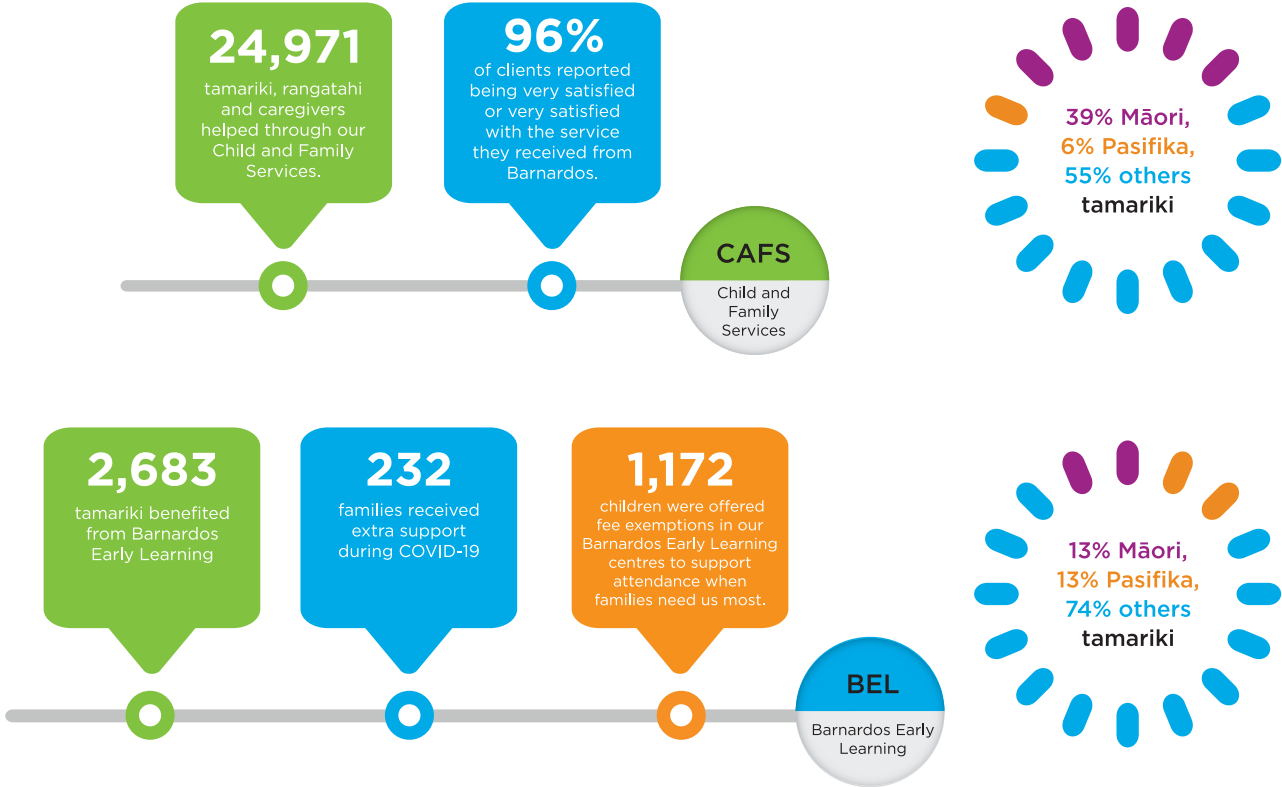 24,971
tamariki, rangatahi
and caregivers
helped through our
Child and Family
Services.
96%
of clients reported
being very satisfied
or very satisfied
with the service
they received from
Barnardos.
CAFS
Child and
Family
Services
39% Māori,
6% Pasifika,
55% others
tamariki
2,683
tamariki benefited
from Barnardos
Early Learning
232
families received
extra support
during COVID-19
1,172
children were offered
fee exemptions in our
Barnardos Early Learning
centres to support
attendance when
families need us most.
BEL
Barnardos Early
Learning
13% Māori,
13% Pasifika,
74% others
tamariki